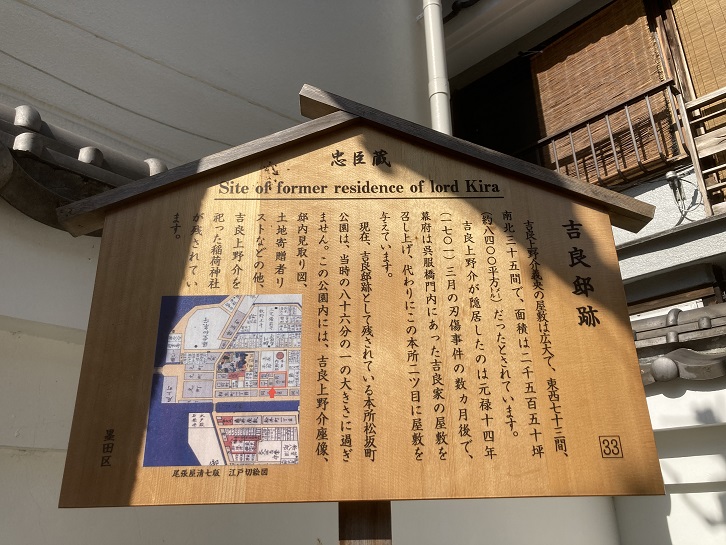 忠臣蔵
Site of former residence of lord Kira
吉良邸跡
吉良上野介義央の屋敷は広大で、東西七十三間、
南北三十五間で、面積は二千五百五十坪
(約八四〇〇平方㍍)だったとされています。
吉良上野介が隠居したのは元禄十四年
(一七〇一)三月の刃傷事件の数ヵ月後で、
幕府は呉服橋門内にあった吉良家の屋敷を
召し上げ、代わりにこの本所二ツ目に屋敷を
与えています。
現在、吉良邸跡として残されている本所松坂町
公園は、当時の八十六分の一の大きさに過ぎ
ません。この公園内には、吉良上野介座像、
邸内見取り図、
土地寄贈者リ
ストなどの他、
吉良上野介を
祀った稲荷神社
が残されてい
ます。
尾張屋清七版 江戸切絵図
墨田区
33